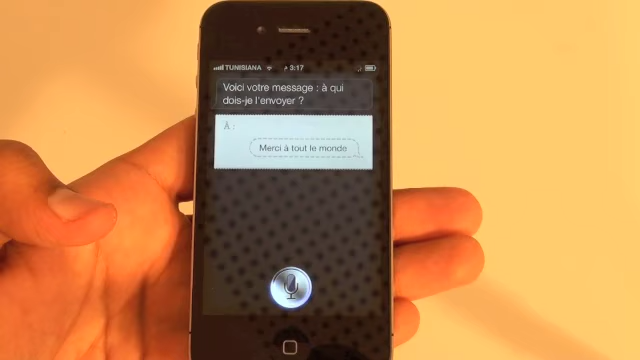 TUNISIANA 3:17
Voici votre message : à qui
dois-je l'envoyer ?
À :
Merci à tout le monde